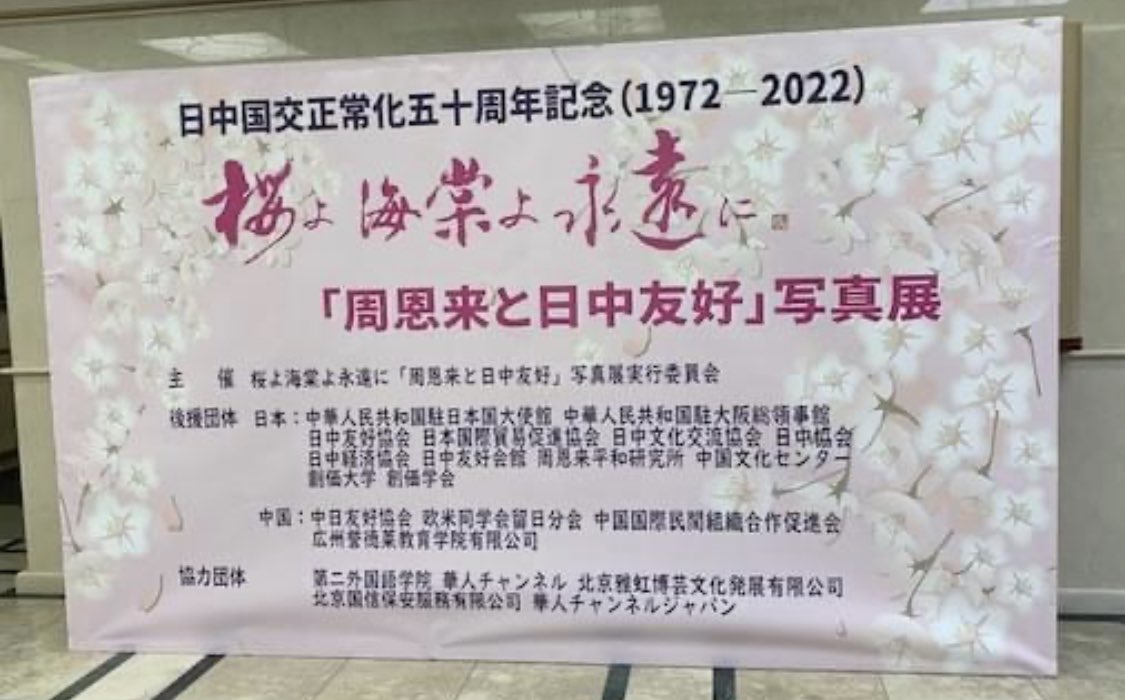 日中国交正常化五十周年記念(1972—2022)
桜よ海棠よ永遠に
「周恩来と日中友好」写真展
主 催 桜よ海棠よ永遠に「周恩来と日中友好」写真展実行委員会
後援団体 日本：中華人民共和国駐日本国大使館 中華人民共和国駐大阪総領事館
日中友好協会 日本国際貿易促進協会 日中文化交流協会 日中協会
日中経済協会 日中友好会館 周恩来平和研究所 中国文化センター
創価大学 創価学会
中国：中日友好協会 欧米同学会留日分会 中国国際民間組織合作促進会
広州誉徳莱教育学院有限公司
協力団体 第二外国語学院 華人チャンネル 北京雅虹博芸文化発展有限公司
北京国信保安服務有限公司 華人チャンネルジャパン